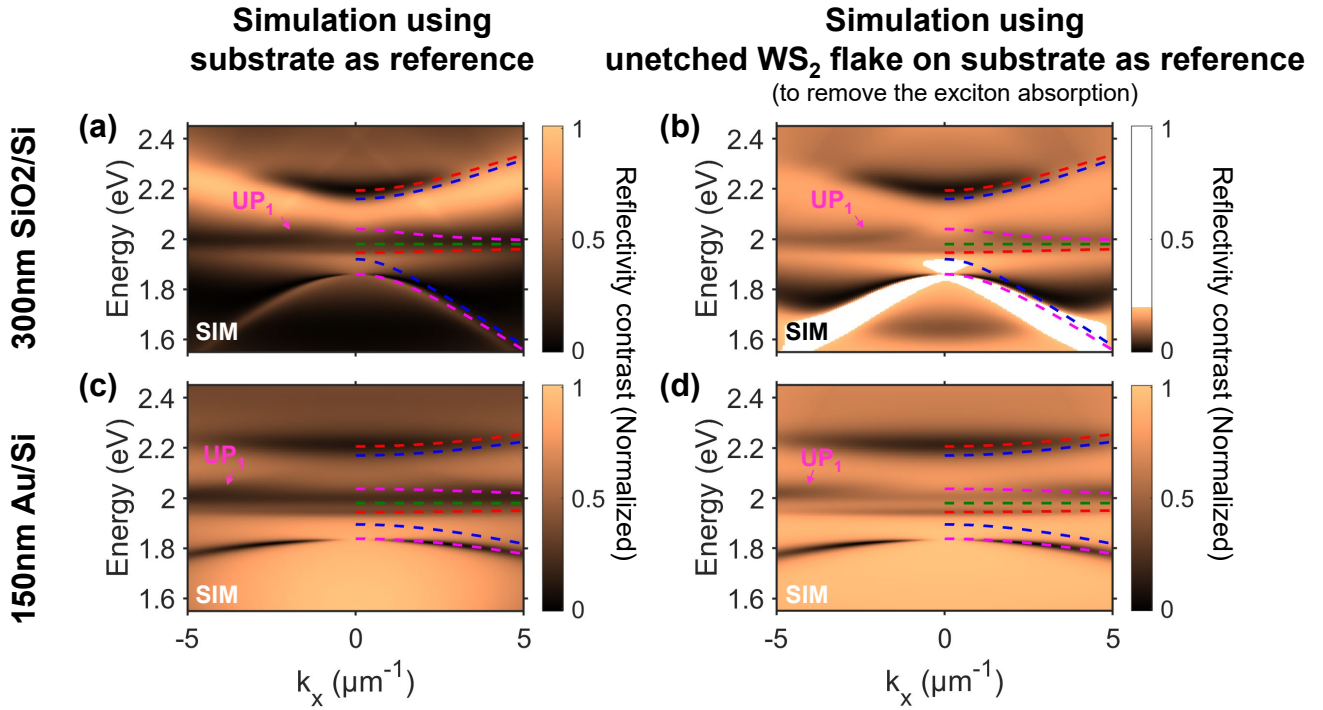 Simulation using
substrate as reference
Simulation using
unetched WS₂ flake on substrate as reference
(to remove the exciton absorption)
300nm SiO2/Si
(a)
2.4
2.2
2
1.8
1.6
Energy (eV)
UP₁
SIM
1
0.5
0
Reflectivity contrast (Normalized)
(b)
2.4
2.2
2
1.8
1.6
Energy (eV)
UP₁
SIM
1
0.5
0
Reflectivity contrast (Normalized)
150nm Au/Si
(c)
2.4
2.2
2
1.8
1.6
Energy (eV)
UP₁
SIM
1
0.5
0
-5
0
5
kₓ (μm⁻¹)
(d)
2.4
2.2
2
1.8
1.6
Energy (eV)
UP₁
SIM
1
0.5
0
-5
0
5
kₓ (μm⁻¹)